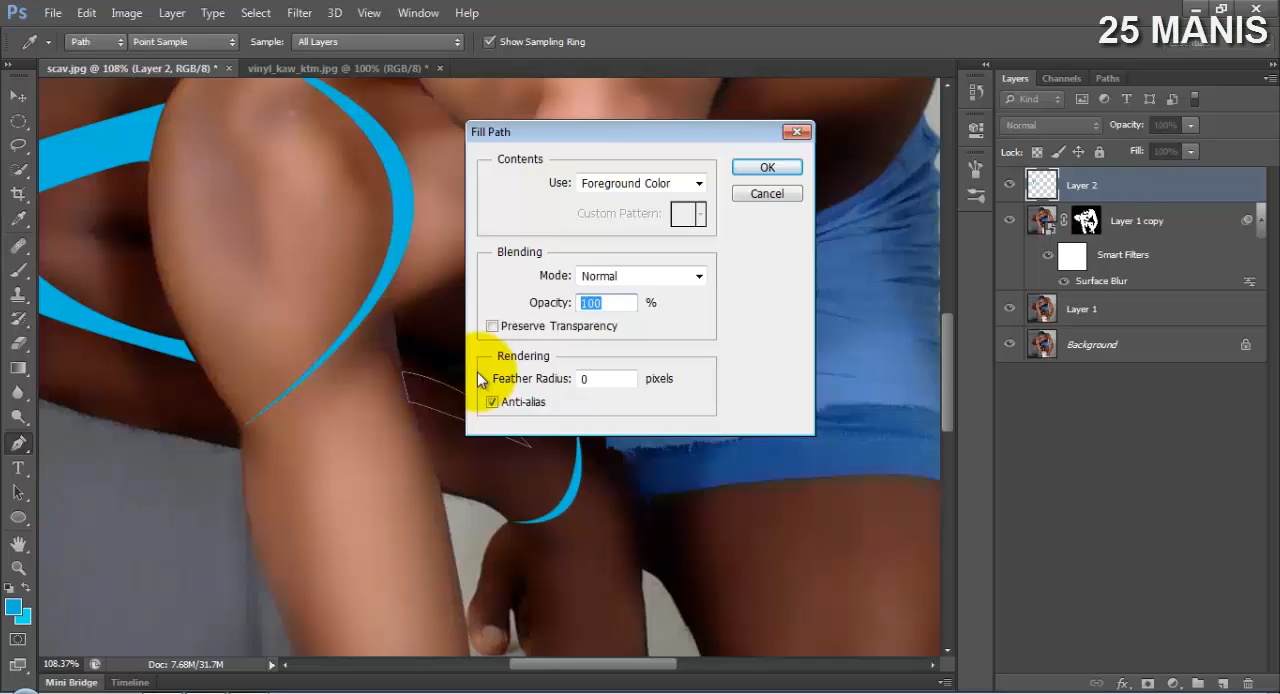 Ps File Edit Image Layer Type Select Filter 3D View Window Help
25 MANIS
Path Point Sample Sample: All Layers Show Sampling Ring
scav.jpg @ 108% (Layer 2, RGB/8) * × vinyl_kaw_ktm.jpg @ 100% (RGB/8) * ×
Layers Channels Paths
Kind
Normal Opacity: 100%
Lock: Fill: 100%
Layer 2
Layer 1 copy
Smart Filters
Surface Blur
Layer 1
Background
Fill Path
Contents
Use: Foreground Color
Custom Pattern:
OK
Cancel
Blending
Mode: Normal
Opacity: 100 %
Preserve Transparency
Rendering
Feather Radius: 0 pixels
Anti-alias
108.37% Doc: 7.68M/31.7M
Mini Bridge Timeline